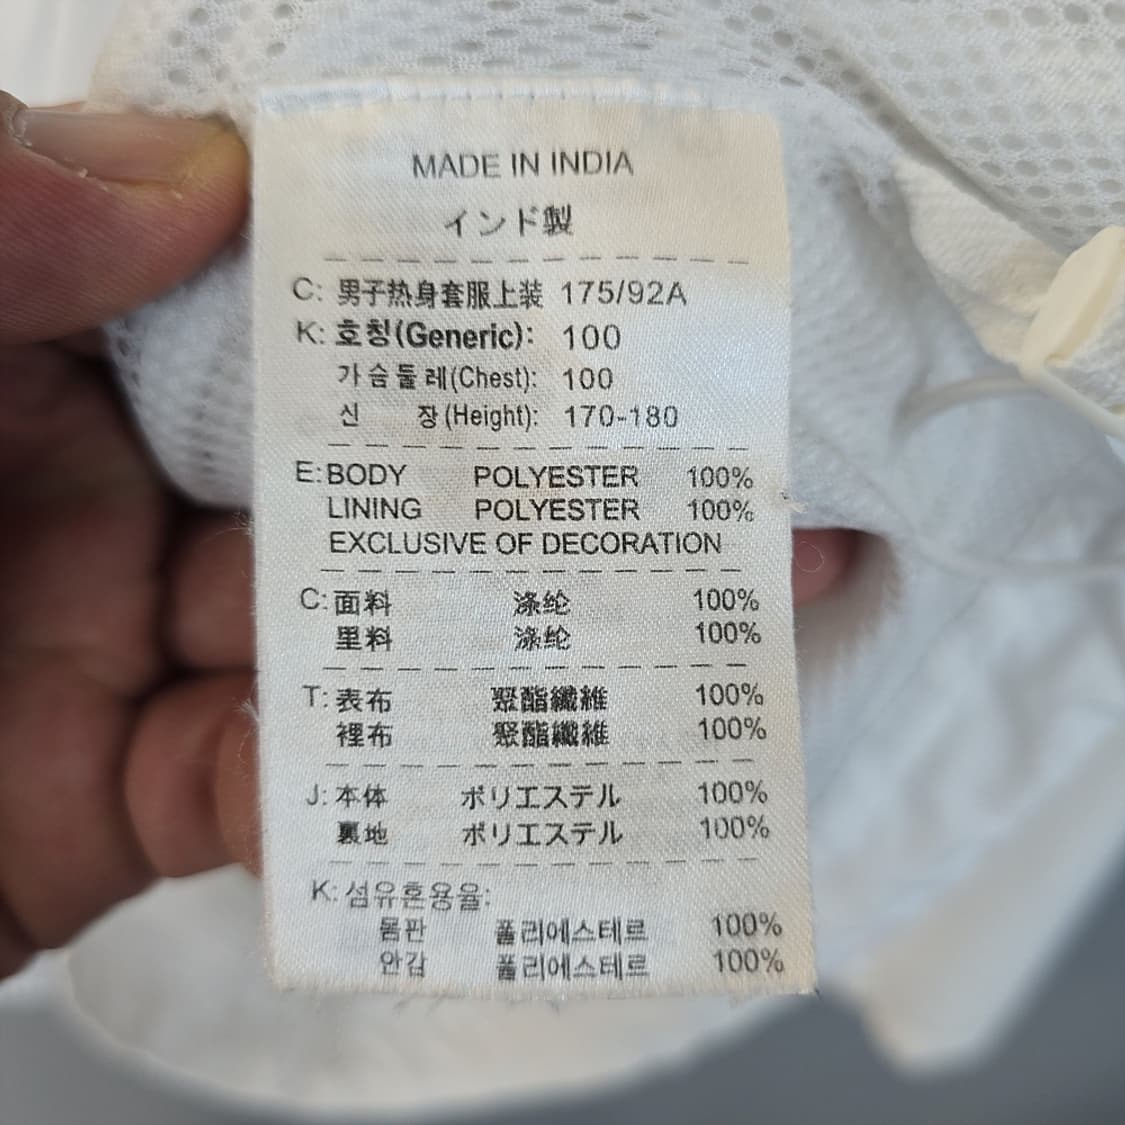 MADE IN INDIA
インド製
C: 男子热身套服上装 175/92A
K: 호칭(Generic): 100
가슴둘레(Chest): 100
신 장(Height): 170-180
E: BODY POLYESTER 100%
LINING POLYESTER 100%
EXCLUSIVE OF DECORATION
C: 面料 涤纶 100%
里料 涤纶 100%
T: 表布 聚酯纖維 100%
裡布 聚酯纖維 100%
J: 本体 ポリエステル 100%
裏地 ポリエステル 100%
K: 섬유혼용율:
몸판 폴리에스테르 100%
안감 폴리에스테르 100%